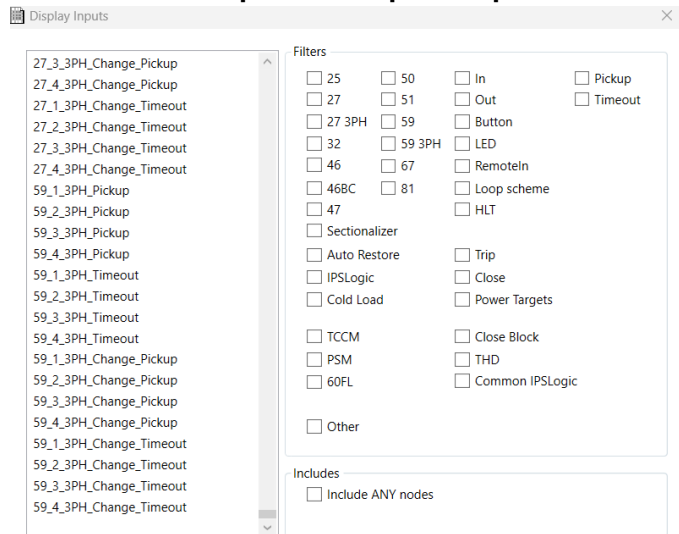 Display Inputs
27_3_3PH_Change_Pickup
27_4_3PH_Change_Pickup
27_1_3PH_Change_Timeout
27_2_3PH_Change_Timeout
27_3_3PH_Change_Timeout
27_4_3PH_Change_Timeout
59_1_3PH_Pickup
59_2_3PH_Pickup
59_3_3PH_Pickup
59_4_3PH_Pickup
59_1_3PH_Timeout
59_2_3PH_Timeout
59_3_3PH_Timeout
59_4_3PH_Timeout
59_1_3PH_Change_Pickup
59_2_3PH_Change_Pickup
59_3_3PH_Change_Pickup
59_4_3PH_Change_Pickup
59_1_3PH_Change_Timeout
59_2_3PH_Change_Timeout
59_3_3PH_Change_Timeout
59_4_3PH_Change_Timeout
Filters
25 50 In Pickup
27 51 Out Timeout
27 3PH 59 Button
32 59 3PH LED
46 67 RemoteIn
46BC 81 Loop scheme
47 HLT
Sectionalizer
Auto Restore Trip
IPSLogic Close
Cold Load Power Targets
TCCM Close Block
PSM THD
60FL Common IPSLogic
Other
Includes
Include ANY nodes